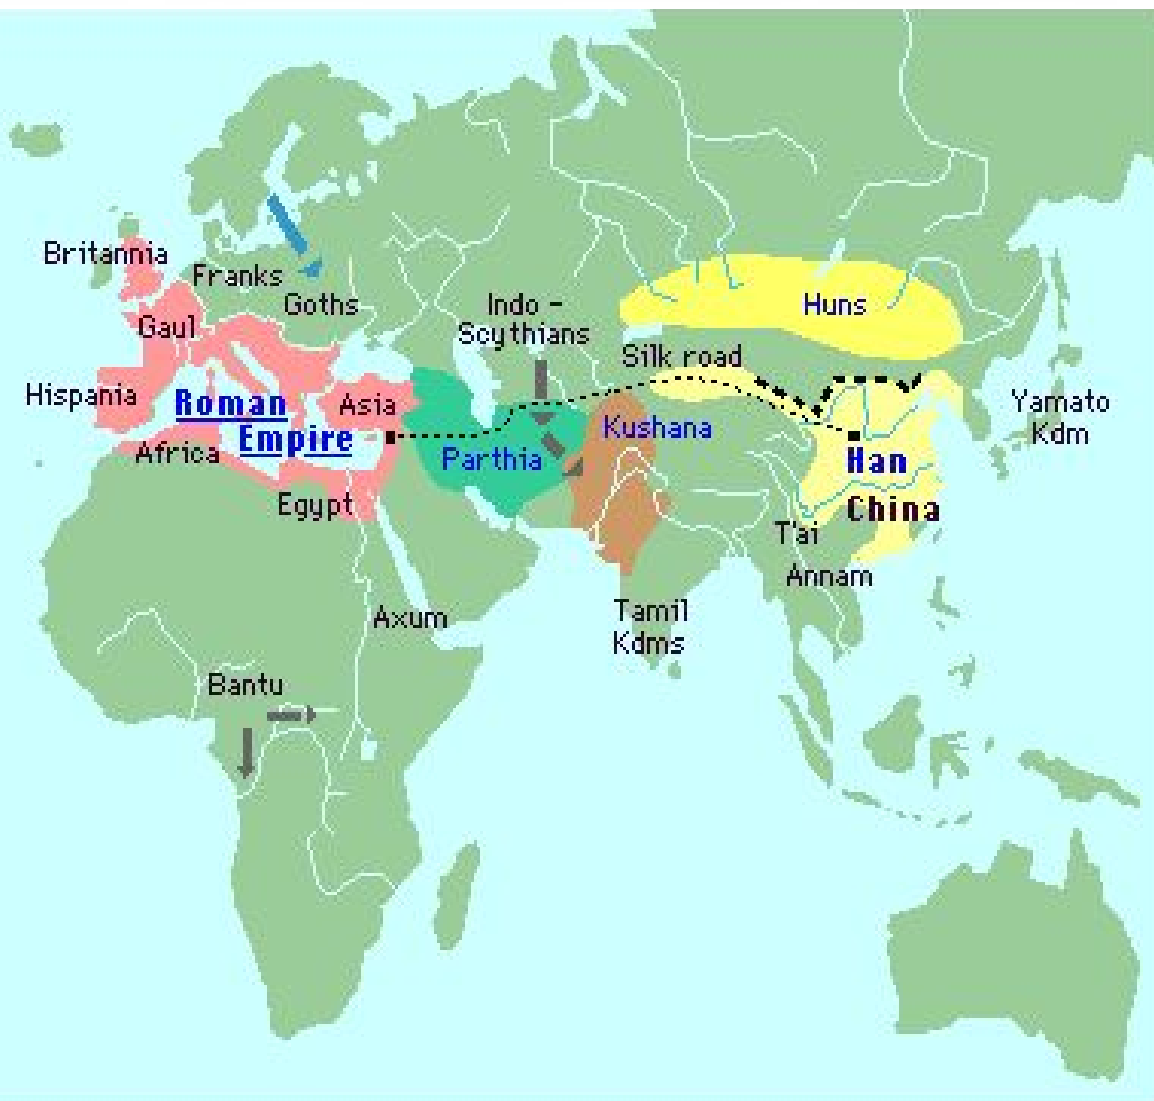 Britannia
Franks
Goths
Indo -
Scythians
Huns
Gaul
Silk road
Hispania
Roman
Empire
Asia
Yamato
Kdm
Africa
Parthia
Kushana
Han
China
Egypt
T'ai
Annam
Axum
Tamil
Kdms
Bantu